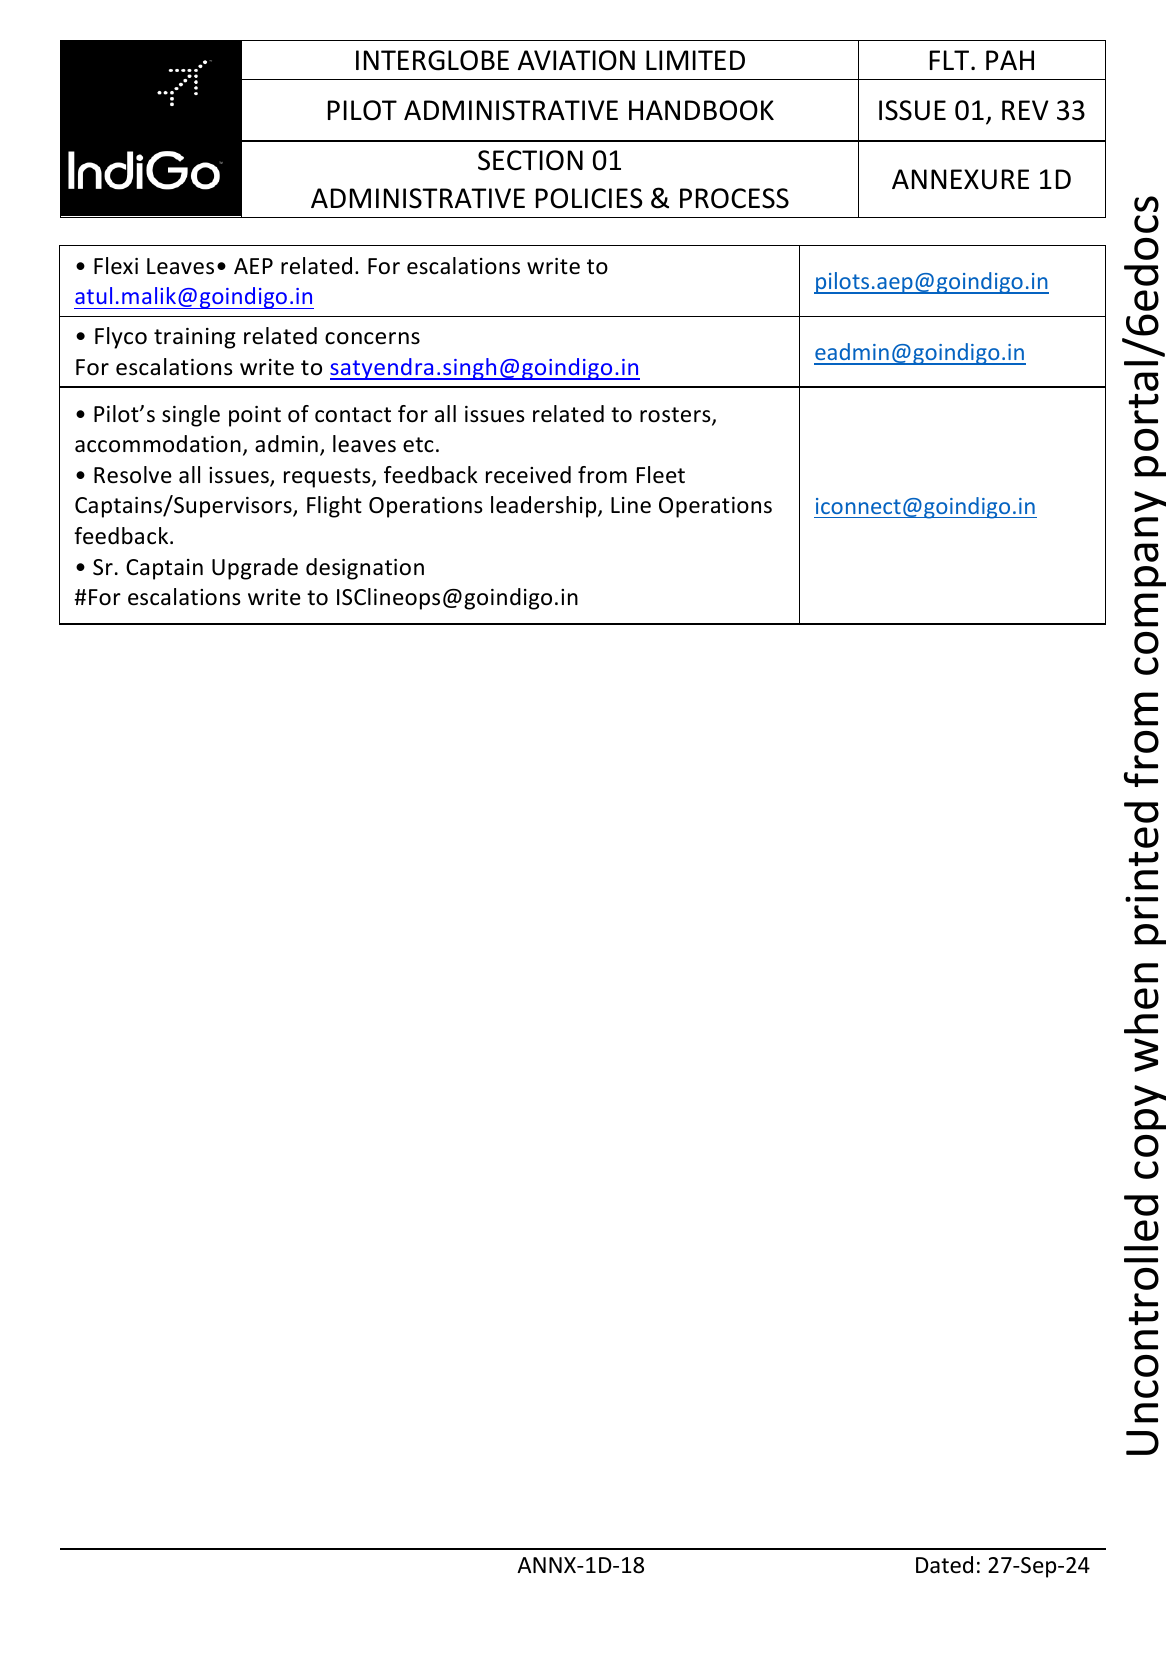 IndiGo
INTERGLOBE AVIATION LIMITED
FLT. PAH
PILOT ADMINISTRATIVE HANDBOOK
ISSUE 01, REV 33
SECTION 01
ADMINISTRATIVE POLICIES & PROCESS
ANNEXURE 1D
• Flexi Leaves• AEP related. For escalations write to
atul.malik@goindigo.in
pilots.aep@goindigo.in
• Flyco training related concerns
For escalations write to satyendra.singh@goindigo.in
eadmin@goindigo.in
• Pilot’s single point of contact for all issues related to rosters,
accommodation, admin, leaves etc.
• Resolve all issues, requests, feedback received from Fleet
Captains/Supervisors, Flight Operations leadership, Line Operations
feedback.
• Sr. Captain Upgrade designation
#For escalations write to ISClineops@goindigo.in
iconnect@goindigo.in
Uncontrolled copy when printed from company portal/6edocs
ANNX-1D-18
Dated: 27-Sep-24